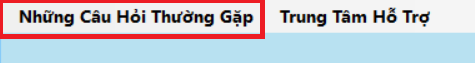 Những Câu Hỏi Thường Gặp Trung Tâm Hỗ Trợ